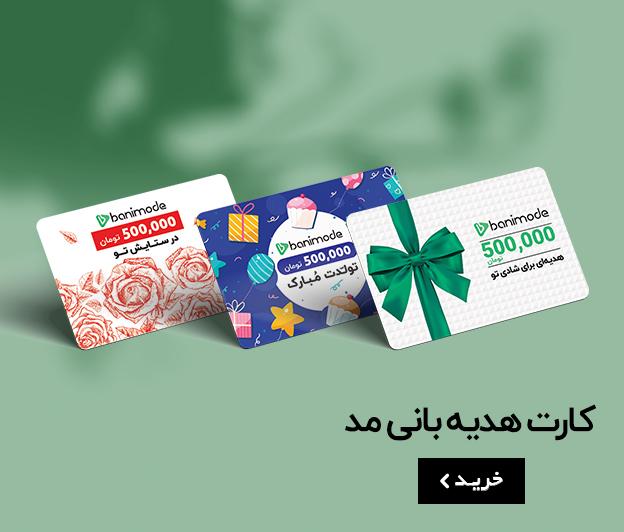 banimode
500,000 تومان
در ستایش تو
banimode
500,000 تومان
تولدت مُبارک
banimode
500,000
تومان
هدیه‌ای برای شادی تو
کارت هدیه بانی مد
خرید